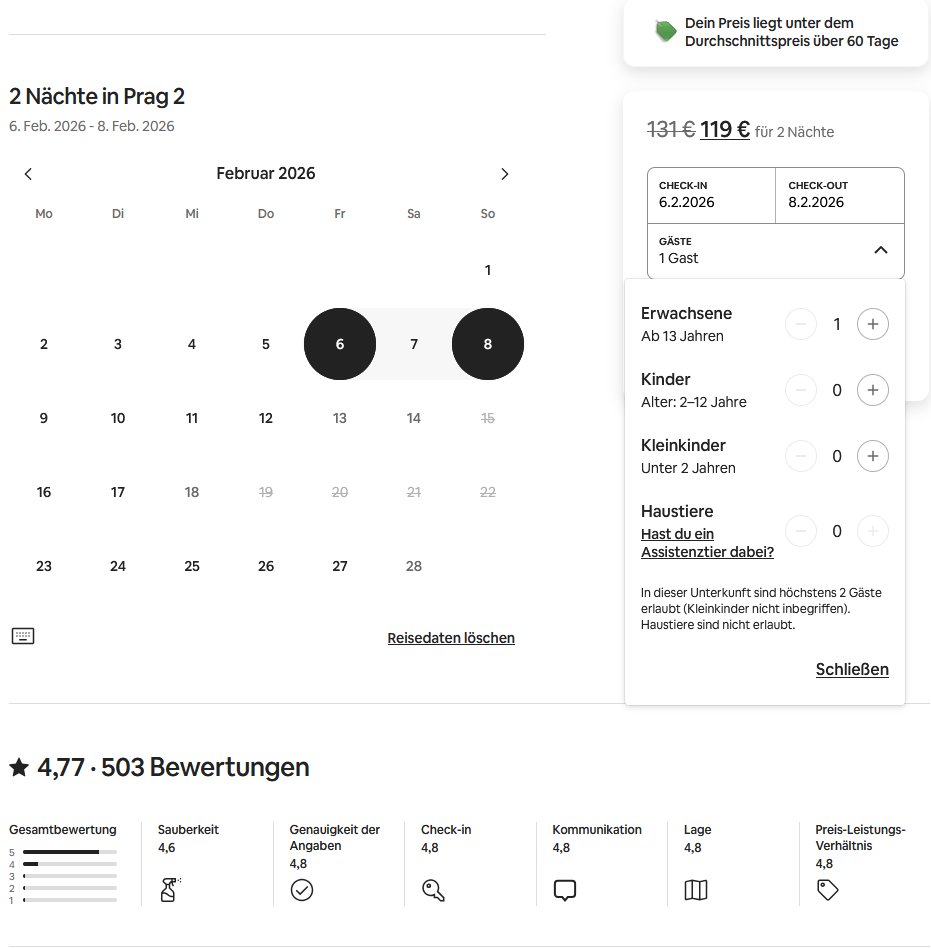 Dein Preis liegt unter dem
Durchschnittspreis über 60 Tage
2 Nächte in Prag 2
6. Feb. 2026 - 8. Feb. 2026
Februar 2026
Mo Di Mi Do Fr Sa So
1
2 3 4 5 6 7 8
9 10 11 12 13 14 15
16 17 18 19 20 21 22
23 24 25 26 27 28
Reisedaten löschen
131 € 119 € für 2 Nächte
CHECK-IN
6.2.2026
CHECK-OUT
8.2.2026
GÄSTE
1 Gast
Erwachsene
Ab 13 Jahren
1
Kinder
Alter: 2–12 Jahre
0
Kleinkinder
Unter 2 Jahren
0
Haustiere
Hast du ein
Assistenztier dabei?
0
In dieser Unterkunft sind höchstens 2 Gäste
erlaubt (Kleinkinder nicht inbegriffen).
Haustiere sind nicht erlaubt.
Schließen
4,77 · 503 Bewertungen
Gesamtbewertung
5
4
3
2
1
Sauberkeit
4,6
Genauigkeit der
Angaben
4,8
Check-in
4,8
Kommunikation
4,8
Lage
4,8
Preis-Leistungs-
Verhältnis
4,8